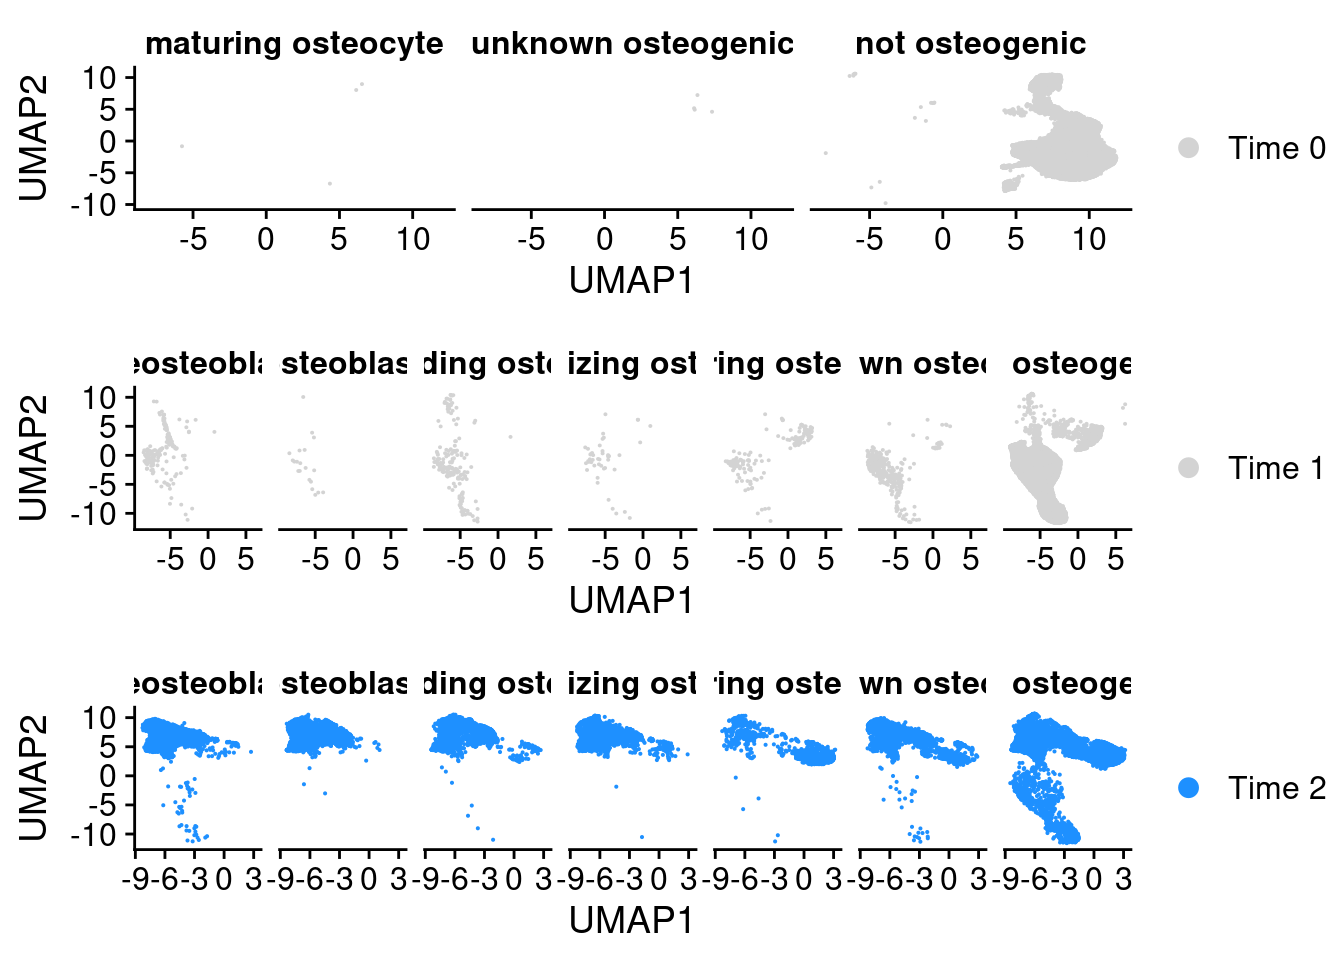 maturing osteocyte unknown osteogenic not osteogenic
UMAP2
10
5
0
-5
-10
Time 0
-5 0 5 10 -5 0 5 10 -5 0 5 10
UMAP1
eosteobla steoblas ding oste izing ost ring oste wn osteo osteoge
UMAP2
10
5
0
-5
-10
Time 1
-5 0 5 -5 0 5 -5 0 5 -5 0 5 -5 0 5 -5 0 5 -5 0 5
UMAP1
eosteobla steoblas ding oste izing ost ring oste wn osteo osteoge
UMAP2
10
5
0
-5
-10
Time 2
-9 -6 -3 0 3 -9 -6 -3 0 3 -9 -6 -3 0 3 -9 -6 -3 0 3 -9 -6 -3 0 3 -9 -6 -3 0 3 -9 -6 -3 0 3
UMAP1